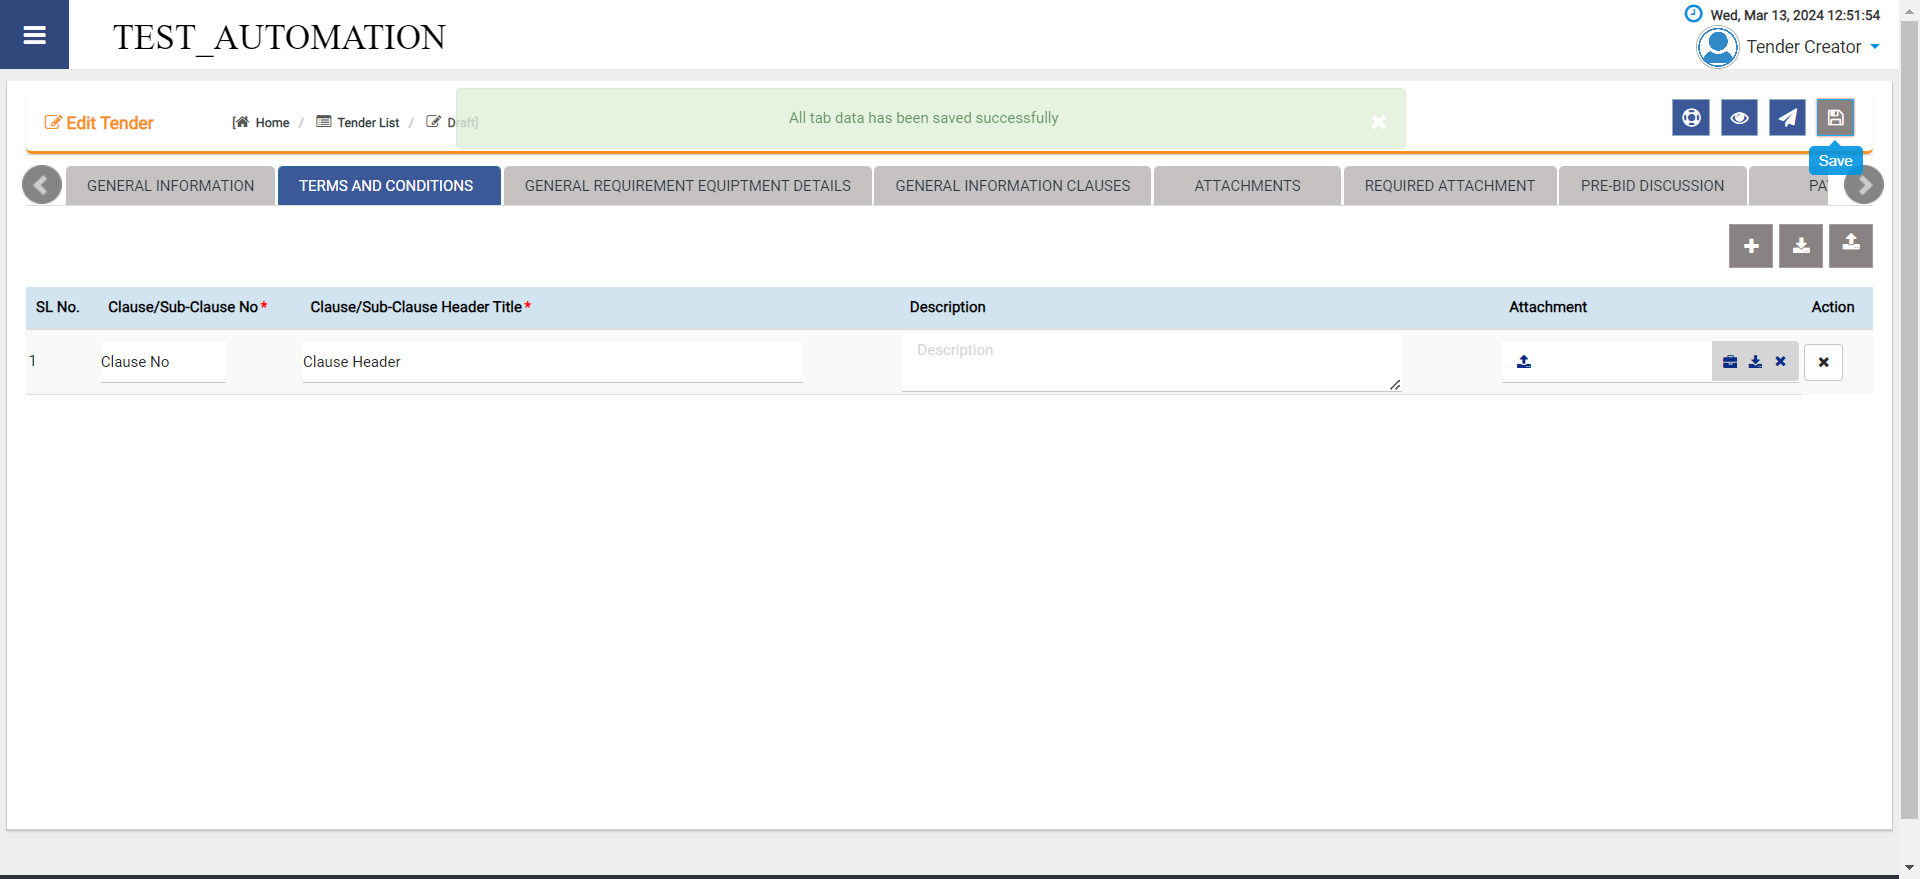 TEST_AUTOMATION
Wed, Mar 13, 2024 12:51:54
Tender Creator
Edit Tender
[ Home / Tender List / Draft]
All tab data has been saved successfully
Save
GENERAL INFORMATION
TERMS AND CONDITIONS
GENERAL REQUIREMENT EQUIPTMENT DETAILS
GENERAL INFORMATION CLAUSES
ATTACHMENTS
REQUIRED ATTACHMENT
PRE-BID DISCUSSION
SL No. Clause/Sub-Clause No* Clause/Sub-Clause Header Title* Description Attachment Action
1 Clause No Clause Header Description